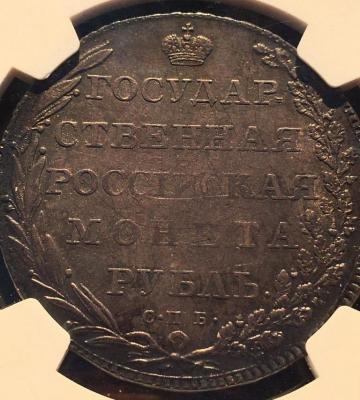 ГОСУДАР-
СТВЕННАЯ
РОССІЙСКАЯ
МОНЕТА
РУБЛЬ.
С.П.Б.